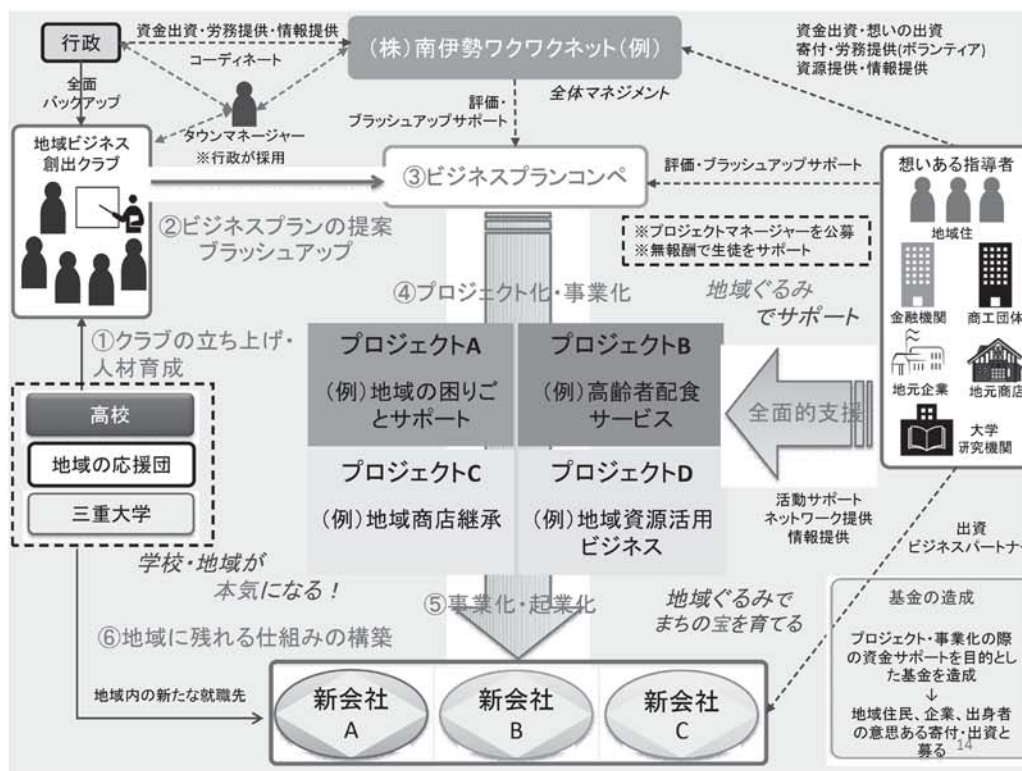 行政
資金出資・労務提供・情報提供
コーディネート
(株)南伊勢ワクワクネット(例)
資金出資・想いの出資
寄付・労務提供(ボランティア)
資源提供・情報提供
全面
バックアップ
タウンマネージャー
※行政が採用
評価・
ブラッシュアップサポート
全体マネジメント
地域ビジネス
創出クラブ
③ビジネスプランコンペ
評価・ブラッシュアップサポート
想いある指導者
地域住
②ビジネスプランの提案
ブラッシュアップ
※プロジェクトマネージャーを公募
※無報酬で生徒をサポート
④プロジェクト化・事業化
地域ぐるみ
でサポート
金融機関
商工団体
地元企業
地元商店
大学
研究機関
①クラブの立ち上げ・
人材育成
プロジェクトA
(例)地域の困りご
とサポート
プロジェクトB
(例)高齢者配食
サービス
全面的支援
高校
地域の応援団
三重大学
プロジェクトC
(例)地域商店継承
プロジェクトD
(例)地域資源活用
ビジネス
活動サポート
ネットワーク提供
情報提供
出資
ビジネスパートナー
学校・地域が
本気になる!
⑤事業化・起業化
地域ぐるみで
まちの宝を育てる
⑥地域に残れる仕組みの構築
地域内の新たな就職先
新会社
A
新会社
B
新会社
C
基金の造成
プロジェクト・事業化の際
の資金サポートを目的とし
た基金を造成
↓
地域住民、企業、出身者
の意思ある寄付・出資と
募る
14